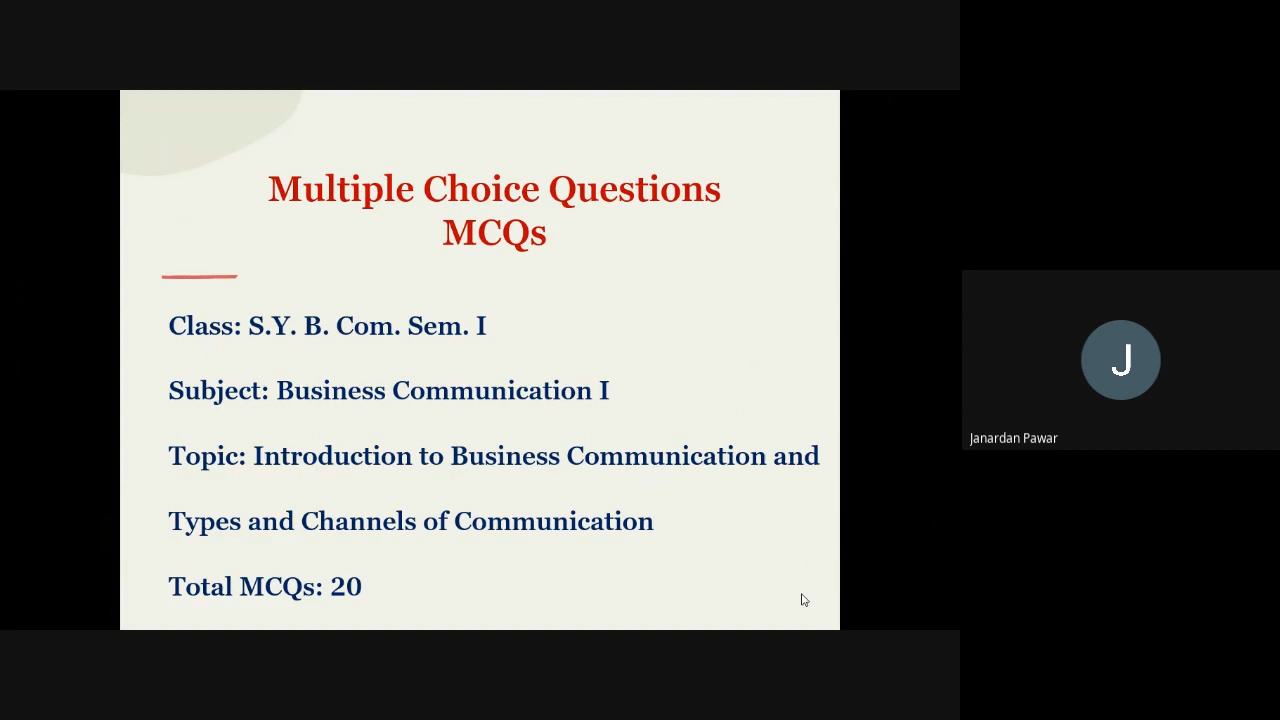 Multiple Choice Questions
MCQs
Class: S.Y. B. Com. Sem. I
Subject: Business Communication I
Topic: Introduction to Business Communication and
Types and Channels of Communication
Total MCQs: 20
J
Janardan Pawar